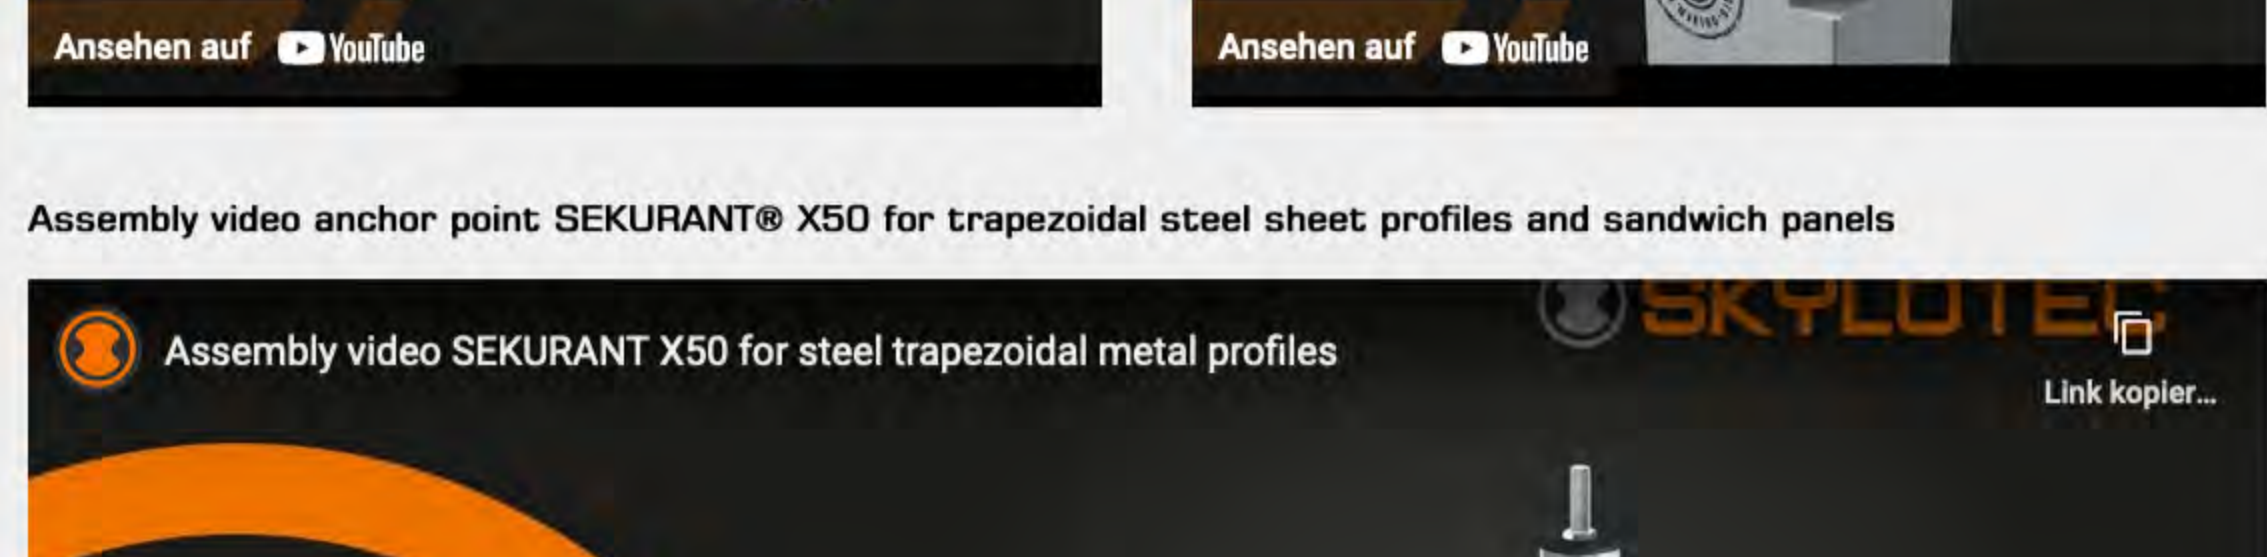 Ansehen auf YouTube
Ansehen auf YouTube
Assembly video anchor point SEKURANT® X50 for trapezoidal steel sheet profiles and sandwich panels
SKYLOTEC
Assembly video SEKURANT X50 for steel trapezoidal metal profiles
Link kopier...